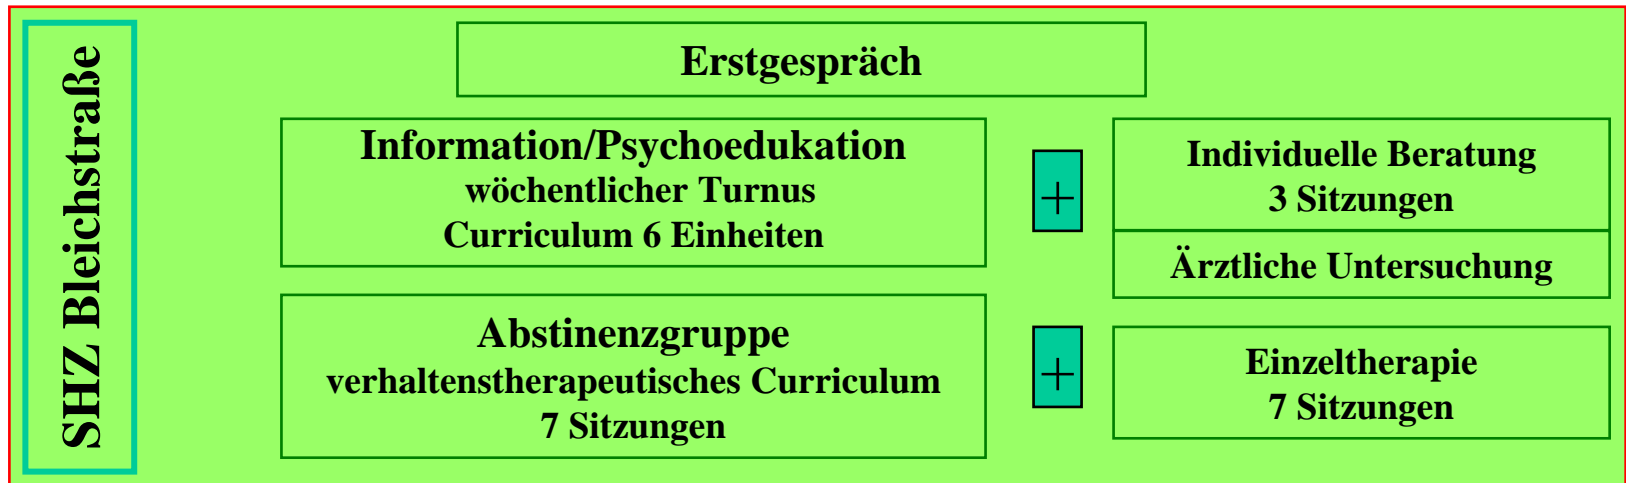 SHZ Bleichstraße
Erstgespräch
Information/Psychoedukation
wöchentlicher Turnus
Curriculum 6 Einheiten
+
Individuelle Beratung
3 Sitzungen
Ärztliche Untersuchung
Abstinenzgruppe
verhaltenstherapeutisches Curriculum
7 Sitzungen
+
Einzeltherapie
7 Sitzungen